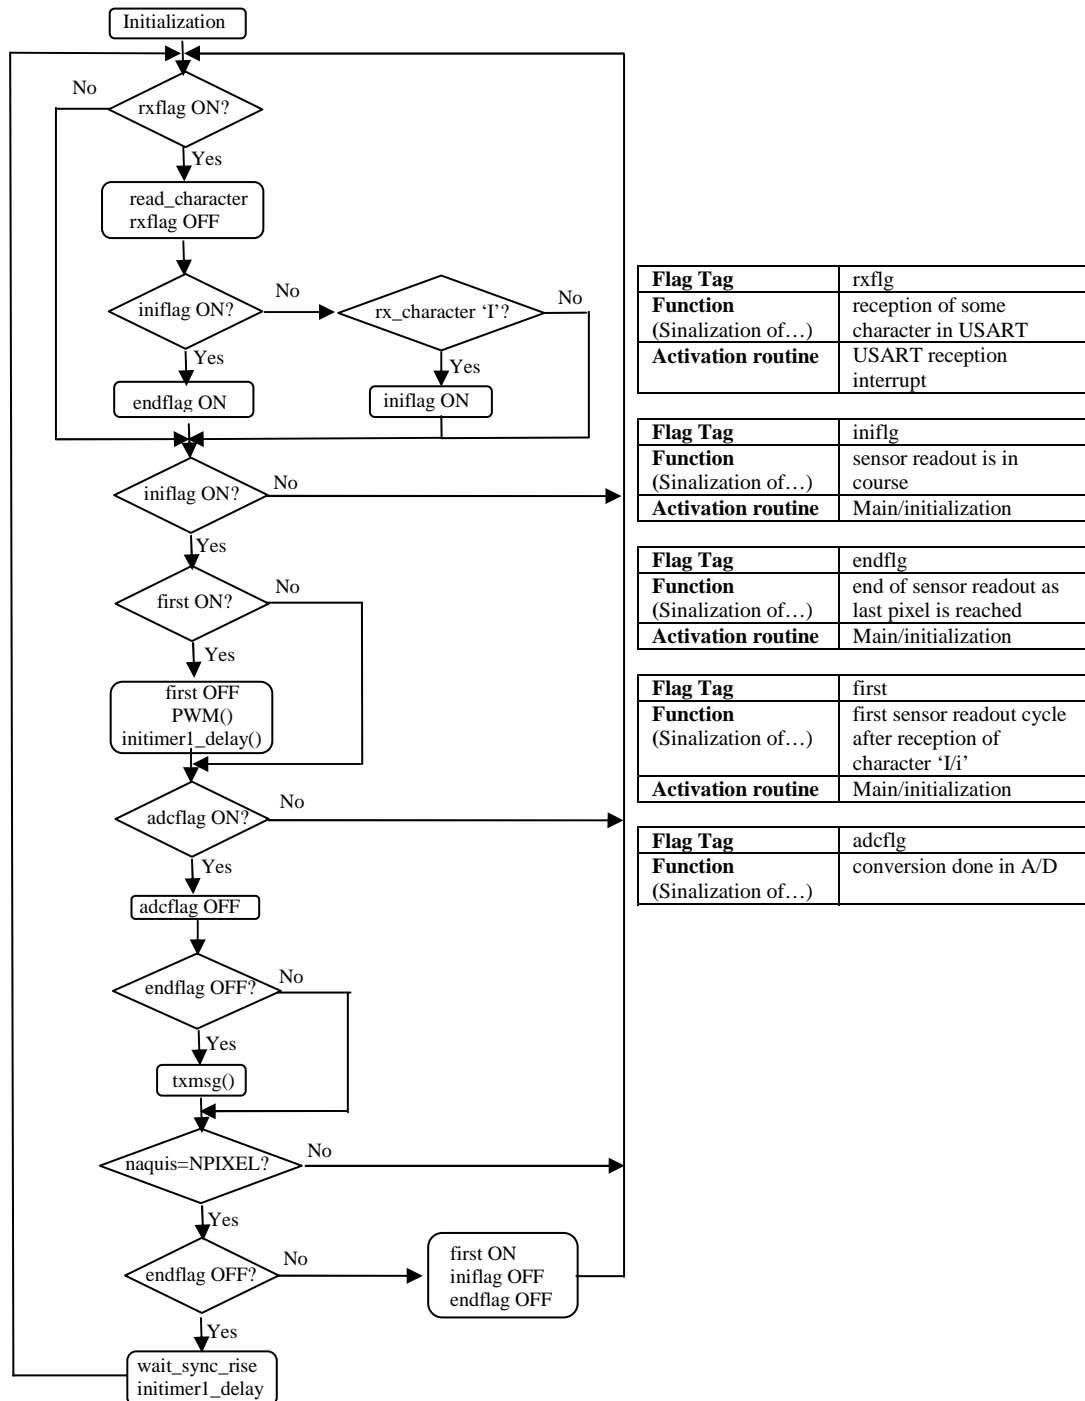 Initialization
No
rxflag ON?
Yes
read_character
rxflag OFF
iniflag ON?
No
rx_character ‘I’?
No
Yes
Yes
endflag ON
iniflag ON
iniflag ON?
No
Yes
first ON?
No
Yes
first OFF
PWM()
initimer1_delay()
adcflag ON?
No
Yes
adcflag OFF
endflag OFF?
No
Yes
txmsg()
naquis=NPIXEL?
No
Yes
endflag OFF?
No
first ON
iniflag OFF
endflag OFF
Yes
wait_sync_rise
initimer1_delay
Flag Tag rxflg
Function reception of some
(Sinalization of…) character in USART
Activation routine USART reception
interrupt
Flag Tag iniflg
Function sensor readout is in
(Sinalization of…) course
Activation routine Main/initialization
Flag Tag endflg
Function end of sensor readout as
(Sinalization of…) last pixel is reached
Activation routine Main/initialization
Flag Tag first
Function first sensor readout cycle
(Sinalization of…) after reception of
character ‘I/i’
Activation routine Main/initialization
Flag Tag adcflg
Function conversion done in A/D
(Sinalization of…)